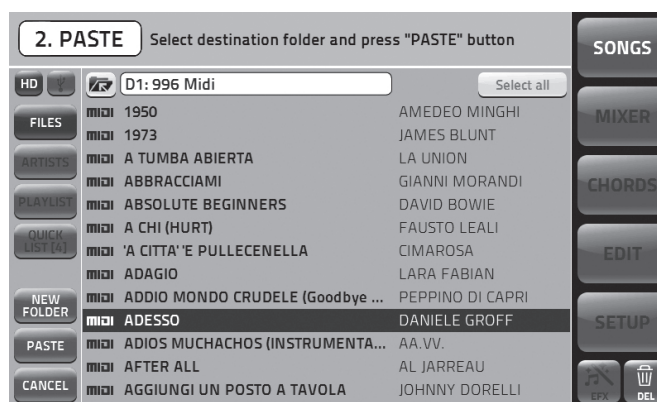 2. PASTE Select destination folder and press "PASTE" button
SONGS
HD
D1: 996 Midi
Select all
FILES
ARTISTS
PLAYLIST
QUICK
LIST [4]
NEW
FOLDER
PASTE
CANCEL
MIDI 1950 AMEDEO MINGHI
MIDI 1973 JAMES BLUNT
MIDI A TUMBA ABIERTA LA UNION
MIDI ABBRACCIAMI GIANNI MORANDI
MIDI ABSOLUTE BEGINNERS DAVID BOWIE
MIDI A CHI (HURT) FAUSTO LEALI
MIDI 'A CITTA' 'E PULLECENELLA CIMAROSA
MIDI ADAGIO LARA FABIAN
MIDI ADDIO MONDO CRUDELE (Goodbye ... PEPPINO DI CAPRI
MIDI ADESSO DANIELE GROFF
MIDI ADIOS MUCHACHOS (INSTRUMENTA... AA.VV.
MIDI AFTER ALL AL JARREAU
MIDI AGGIUNGI UN POSTO A TAVOLA JOHNNY DORELLI
MIXER
CHORDS
EDIT
SETUP
EFX
DEL